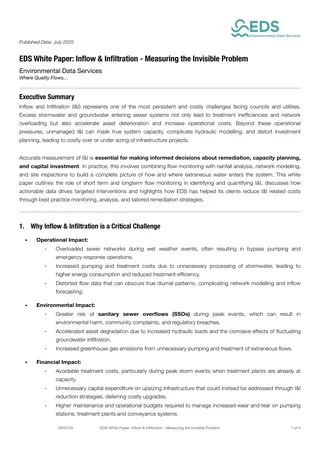 EDS
Environmental Data Services
Published Date: July 2025
EDS White Paper: Inflow & Infiltration - Measuring the Invisible Problem
Environmental Data Services
Where Quality Flows...
Executive Summary
Inflow and Infiltration (I&I) represents one of the most persistent and costly challenges facing councils and utilities.
Excess stormwater and groundwater entering sewer systems not only lead to treatment inefficiencies and network
overloading but also accelerate asset deterioration and increase operational costs. Beyond these operational
pressures, unmanaged I&I can mask true system capacity, complicate hydraulic modelling, and distort investment
planning, leading to costly over or under sizing of infrastructure projects.
Accurate measurement of I&I is essential for making informed decisions about remediation, capacity planning,
and capital investment. In practice, this involves combining flow monitoring with rainfall analysis, network modelling,
and site inspections to build a complete picture of how and where extraneous water enters the system. This white
paper outlines the role of short term and longterm flow monitoring in identifying and quantifying I&I, discusses how
actionable data drives targeted interventions and highlights how EDS has helped its clients reduce I&I related costs
through best practice monitoring, analysis, and tailored remediation strategies.
1. Why Inflow & Infiltration is a Critical Challenge
• Operational Impact:
◦ Overloaded sewer networks during wet weather events, often resulting in bypass pumping and
emergency response operations.
◦ Increased pumping and treatment costs due to unnecessary processing of stormwater, leading to
higher energy consumption and reduced treatment efficiency.
◦ Distorted flow data that can obscure true diurnal patterns, complicating network modelling and inflow
forecasting.
• Environmental Impact:
◦ Greater risk of sanitary sewer overflows (SSOs) during peak events, which can result in
environmental harm, community complaints, and regulatory breaches.
◦ Accelerated asset degradation due to increased hydraulic loads and the corrosive effects of fluctuating
groundwater infiltration.
◦ Increased greenhouse gas emissions from unnecessary pumping and treatment of extraneous flows.
• Financial Impact:
◦ Avoidable treatment costs, particularly during peak storm events when treatment plants are already at
capacity.
◦ Unnecessary capital expenditure on upsizing infrastructure that could instead be addressed through I&I
reduction strategies, deferring costly upgrades.
◦ Higher maintenance and operational budgets required to manage increased wear and tear on pumping
stations, treatment plants and conveyance systems.
29/07/25 EDS White Paper: Inflow & Infiltration - Measuring the Invisible Problem 1 of 4